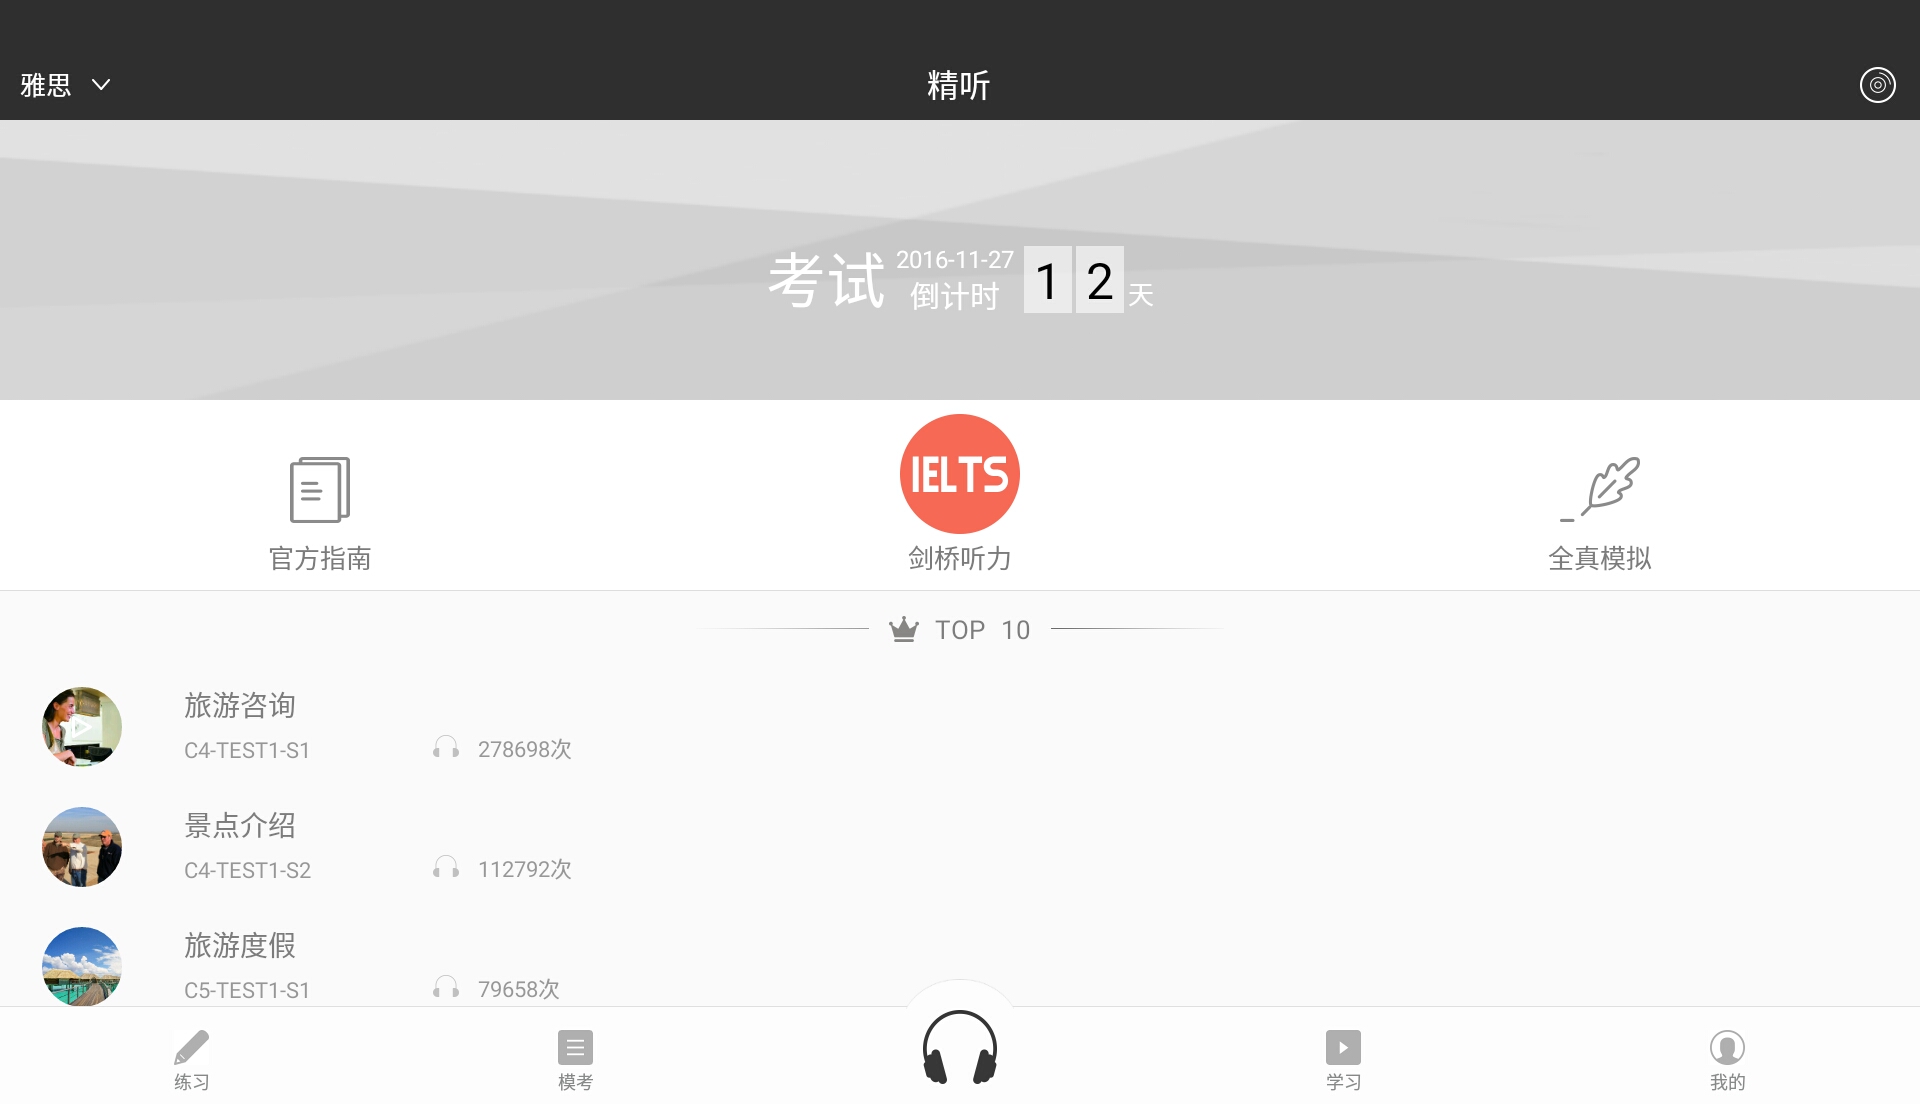 雅思
精听
考试
2016-11-27
倒计时
1 2 天
官方指南
IELTS
剑桥听力
全真模拟
TOP 10
旅游咨询
C4-TEST1-S1
278698次
景点介绍
C4-TEST1-S2
112792次
旅游度假
C5-TEST1-S1
79658次
练习
模考
学习
我的